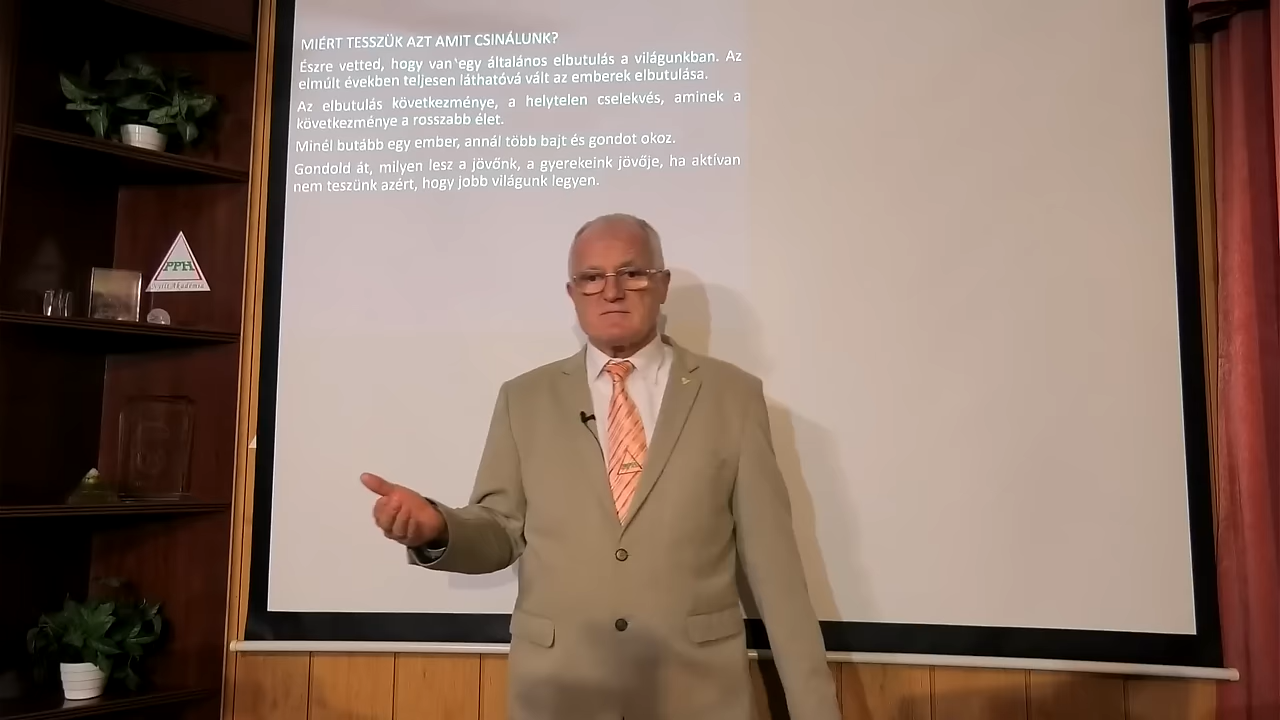 MIÉRT TESSZÜK AZT AMIT CSINÁLUNK?
Észre vetted, hogy van egy általános elbutulás a világunkban. Az
elmúlt években teljesen láthatóvá vált az emberek elbutulása.
Az elbutulás következménye, a helytelen cselekvés, aminek a
következménye a rosszabb élet.
Minél butább egy ember, annál több bajt és gondot okoz.
Gondold át, milyen lesz a jövőnk, a gyerekeink jövője, ha aktívan
nem teszünk azért, hogy jobb világunk legyen.
PPH
Nyílt Akadémia
PPH